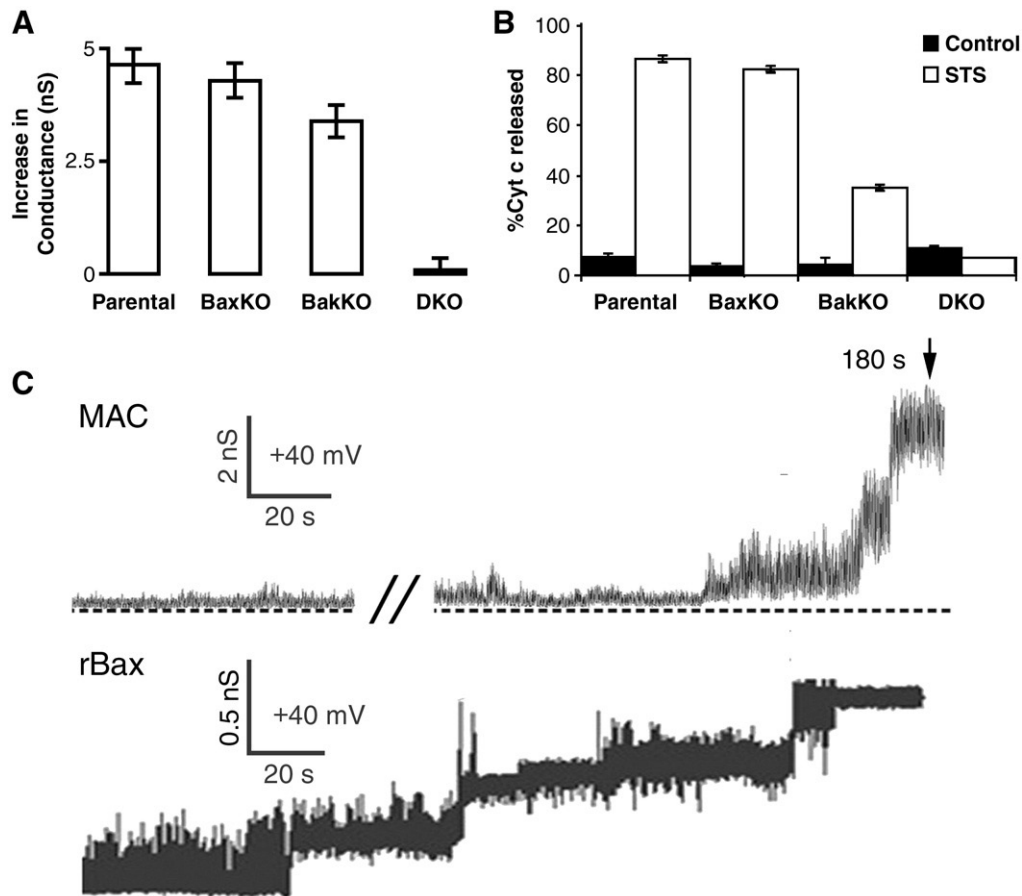 A
Increase in
Conductance (nS)
5
2.5
0
Parental BaxKO BakKO DKO
B
%Cyt c released
100
80
60
40
20
0
Control
STS
Parental BaxKO BakKO DKO
C
MAC
2 nS
+40 mV
20 s
180 s
//
rBax
0.5 nS
+40 mV
20 s